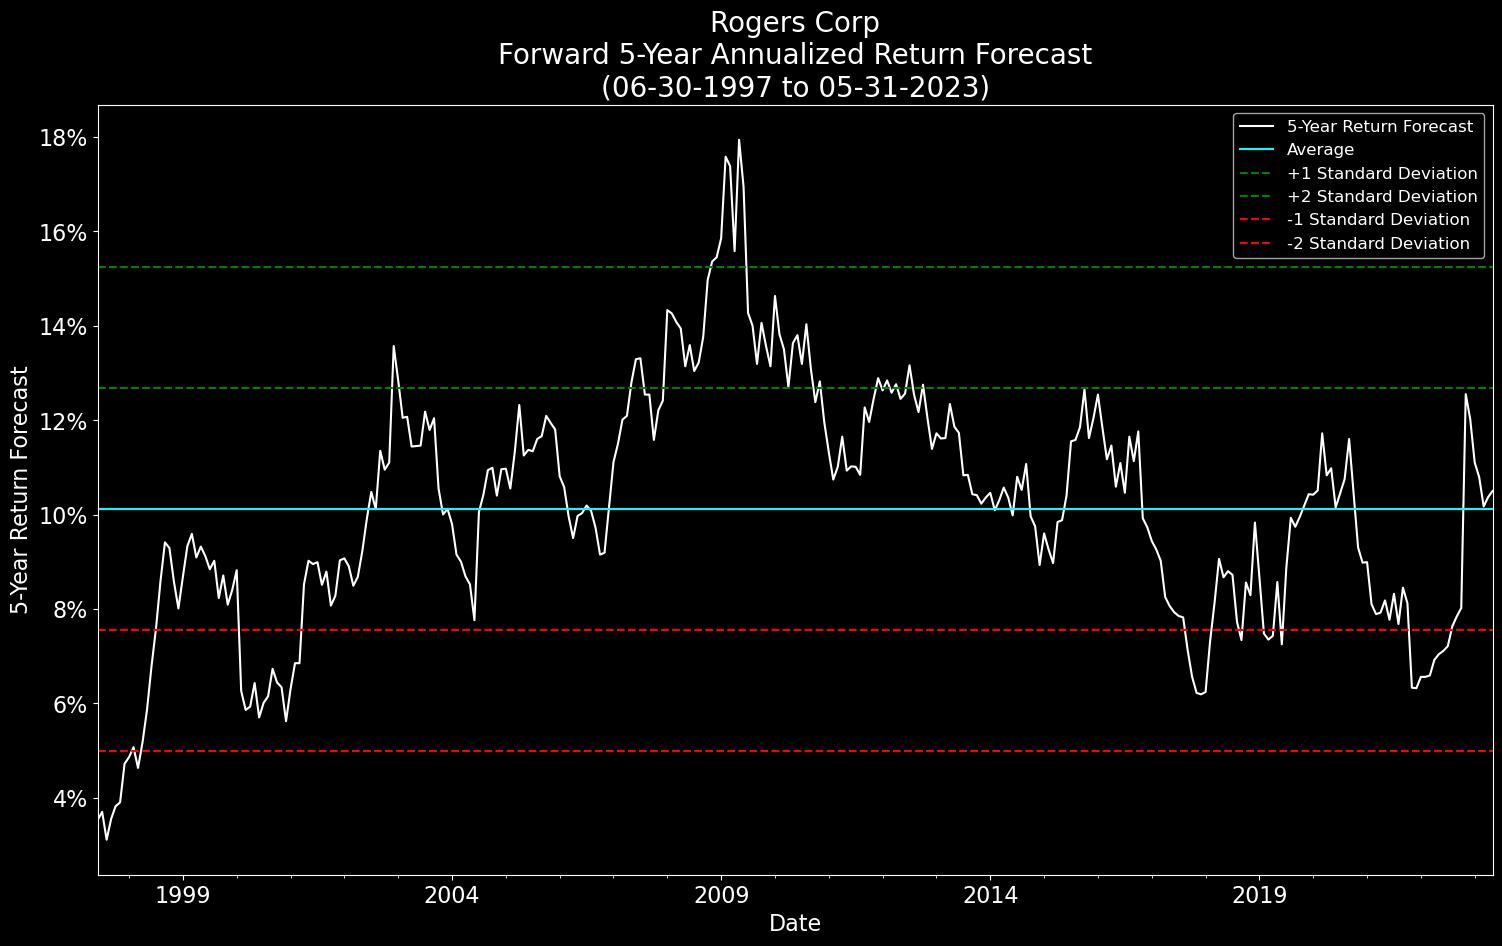 Rogers Corp
Forward 5-Year Annualized Return Forecast
(06-30-1997 to 05-31-2023)
5-Year Return Forecast
Average
+1 Standard Deviation
+2 Standard Deviation
-1 Standard Deviation
-2 Standard Deviation
18%
16%
14%
12%
10%
8%
6%
4%
5-Year Return Forecast
1999 2004 2009 2014 2019
Date